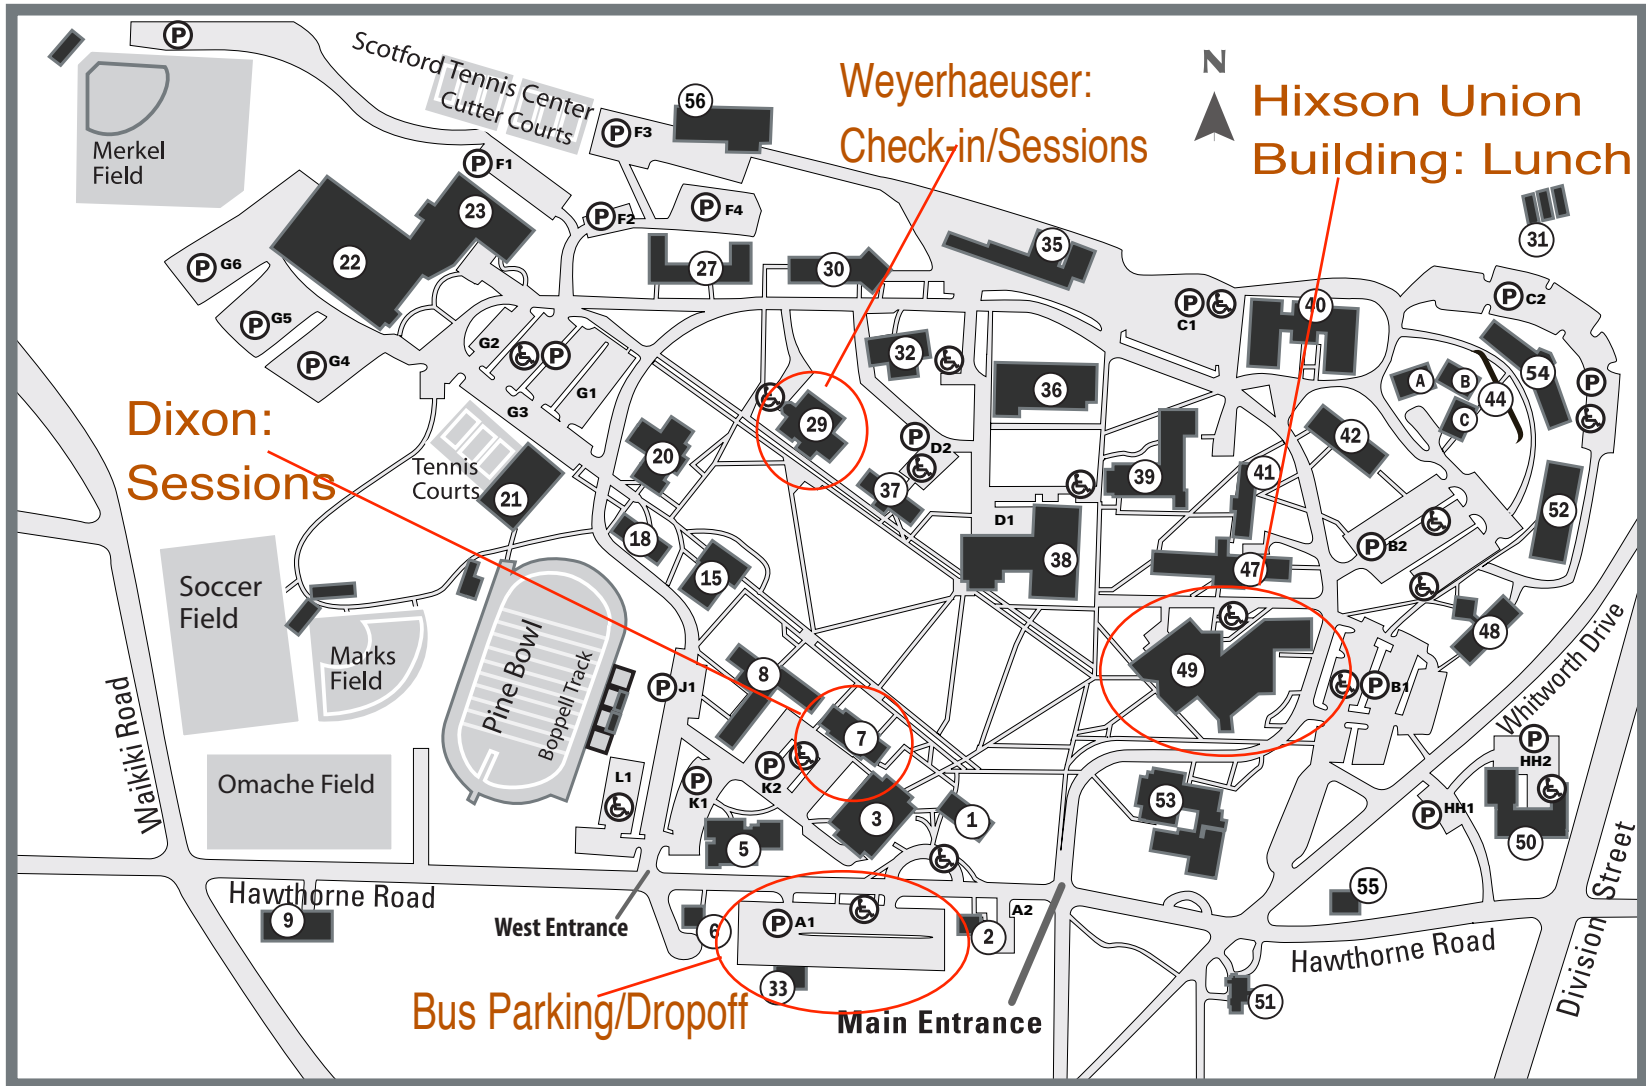 P
Scotford Tennis Center
Cutter Courts
56
P F3
Weyerhaeuser:
Check-in/Sessions
N
Hixson Union
Building: Lunch
Merkel
Field
P F1
23
P F2
P F4
35
31
P G6
22
27
30
P C2
P
C1
40
P G5
G2
P
32
P G4
G1
36
A
B
54
P
44
C
G3
29
Dixon:
Sessions
P
D2
42
20
Tennis
Courts
41
39
21
37
52
D1
18
P B2
38
47
15
Soccer
Field
Pine Bowl
Boppell Track
48
Marks
Field
8
P J1
49
P B1
Whitworth Drive
Waikiki Road
7
P
HH2
Omache Field
L1
P
K1
P
K2
53
P
HH1
3
1
50
5
Hawthorne Road
55
9
West Entrance
6
P A1
A2
2
Hawthorne Road
Division Street
33
Bus Parking/Dropoff
Main Entrance
51